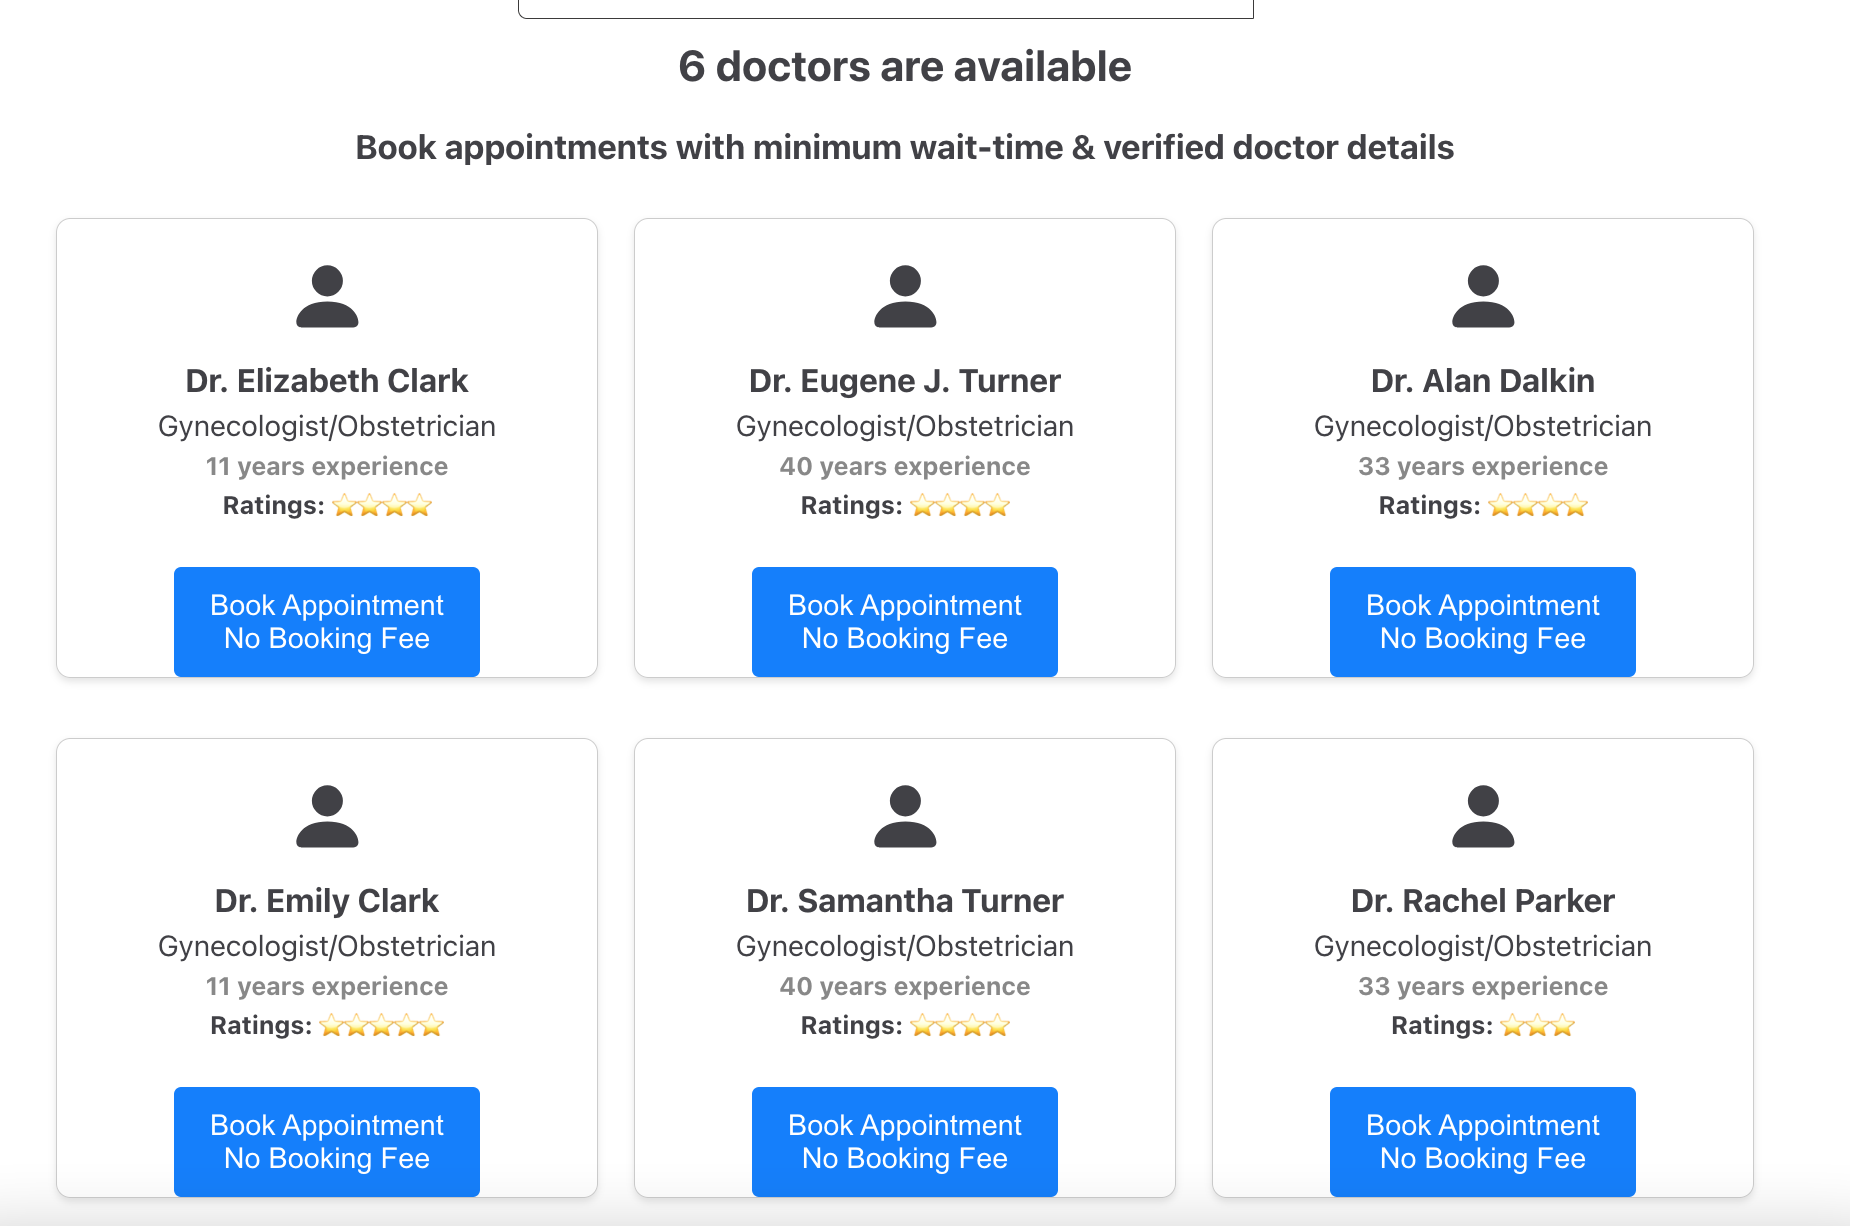 6 doctors are available
Book appointments with minimum wait-time & verified doctor details
Dr. Elizabeth Clark
Gynecologist/Obstetrician
11 years experience
Ratings: ⭐⭐⭐⭐
Book Appointment
No Booking Fee
Dr. Eugene J. Turner
Gynecologist/Obstetrician
40 years experience
Ratings: ⭐⭐⭐⭐
Book Appointment
No Booking Fee
Dr. Alan Dalkin
Gynecologist/Obstetrician
33 years experience
Ratings: ⭐⭐⭐⭐
Book Appointment
No Booking Fee
Dr. Emily Clark
Gynecologist/Obstetrician
11 years experience
Ratings: ⭐⭐⭐⭐⭐
Book Appointment
No Booking Fee
Dr. Samantha Turner
Gynecologist/Obstetrician
40 years experience
Ratings: ⭐⭐⭐⭐
Book Appointment
No Booking Fee
Dr. Rachel Parker
Gynecologist/Obstetrician
33 years experience
Ratings: ⭐⭐⭐
Book Appointment
No Booking Fee